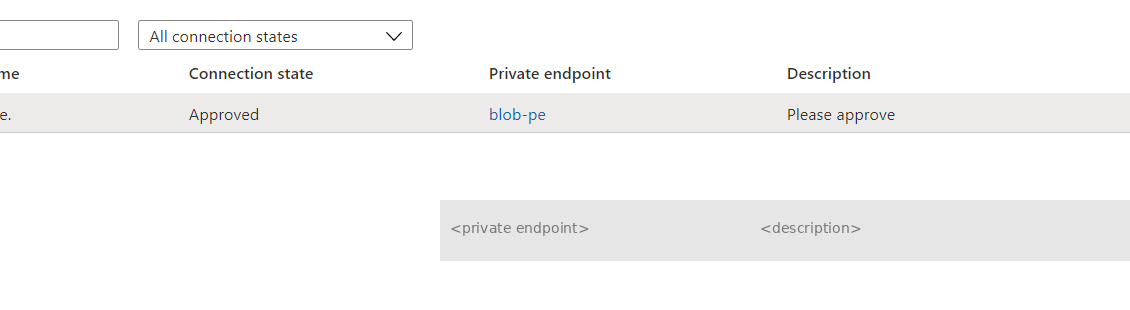 All connection states
me Connection state Private endpoint Description
e. Approved blob-pe Please approve
<private endpoint> <description>